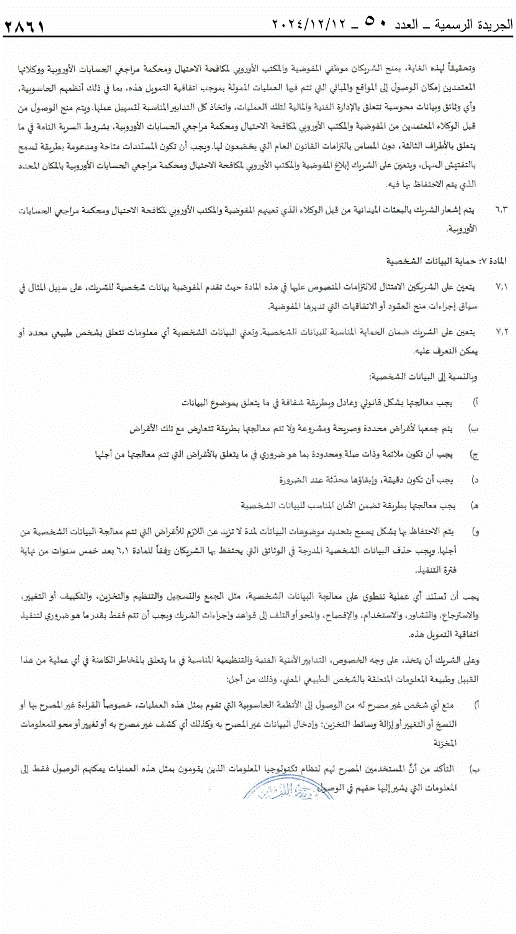 الجريدة الرسمية – العدد ٥٠ – ٢٠٢٤/١٢/١٢ ٢٨٦١
وتحقيقاً لهذه الغاية، يمنح الشريكان موظفي المفوضية والمكتب الأوروبي لمكافحة الاحتيال ومحكمة مراجعي الحسابات الأوروبية ووكلائها
المعتمدين إمكان الوصول إلى المواقع والمباني التي تتم فيها العمليات الممولة بموجب اتفاقية التمويل هذه، بما في ذلك أنظمهم الحاسوبية،
وأي وثائق وبيانات محوسبة تتعلق بالإدارة الفنية والمالية لتلك العمليات، واتخاذ كل التدابير المناسبة لتسهيل عملها. ويتم منح الوصول من
قبل الوكلاء المعتمدين من المفوضية والمكتب الأوروبي لمكافحة الاحتيال ومحكمة مراجعي الحسابات الأوروبية، بشروط السرية التامة في ما
يتعلق بالأطراف الثالثة، دون المساس بالتزامات القانون العام التي يخضعون لها. ويجب أن تكون المستندات متاحة ومدعومة بطريقة تسمح
بالتفتيش السهل، ويتعين على الشريك إبلاغ المفوضية والمكتب الأوروبي لمكافحة الاحتيال ومحكمة مراجعي الحسابات الأوروبية بالمكان المحدد
الذي يتم الاحتفاظ بها فيه.
٦.٣ يتم إشعار الشريك بالبعثات الميدانية من قبل الوكلاء الذي تعينهم المفوضية والمكتب الأوروبي لمكافحة الاحتيال ومحكمة مراجعي الحسابات
الأوروبية.
المادة ٧: حماية البيانات الشخصية
٧.١ يتعين على الشريكين الامتثال للالتزامات المنصوص عليها في هذه المادة حيث تقدم المفوضية بيانات شخصية للشريك، على سبيل المثال في
سياق إجراءات منح العقود أو الاتفاقيات التي تديرها المفوضية.
٧.٢ يتعين على الشريك ضمان الحماية المناسبة للبيانات الشخصية. وتعني البيانات الشخصية أي معلومات تتعلق بشخص طبيعي محدد أو
يمكن التعرف عليه.
وبالنسبة إلى البيانات الشخصية:
أ) يجب معالجتها بشكل قانوني وعادل وبطريقة شفافة في ما يتعلق بموضوع البيانات
ب) يتم جمعها لأغراض محددة وصريحة ومشروعة ولا تتم معالجتها بطريقة تتعارض مع تلك الأغراض
ج) يجب أن تكون ملائمة وذات صلة ومحدودة بما هو ضروري في ما يتعلق بالأغراض التي تتم معالجتها من أجلها
د) يجب أن تكون دقيقة، وإبقاؤها محدّثة عند الضرورة
ه) يجب معالجتها بطريقة تضمن الأمان المناسب للبيانات الشخصية
و) يتم الاحتفاظ بها بشكل يسمح بتحديد موضوعات البيانات لمدة لا تزيد عن اللازم للأغراض التي تتم معالجة البيانات الشخصية من
أجلها. ويجب حذف البيانات الشخصية المدرجة في الوثائق التي يحتفظ بها الشريكان وفقاً للمادة ٦.١ بعد خمس سنوات من نهاية
فترة التنفيذ.
يجب أن تستند أي عملية تنطوي على معالجة البيانات الشخصية، مثل الجمع والتسجيل والتنظيم والتخزين، والتكييف أو التغيير،
والاسترجاع، والتشاور، والاستخدام، والإفصاح، والمحو أو التلف إلى قواعد وإجراءات الشريك ويجب أن تتم فقط بقدر ما هو ضروري لتنفيذ
اتفاقية التمويل هذه.
وعلى الشريك أن يتخذ، على وجه الخصوص، التدابير الأمنية الفنية والتنظيمية المناسبة في ما يتعلق بالمخاطر الكامنة في أي عملية من هذا
القبيل وطبيعة المعلومات المتعلقة بالشخص الطبيعي المعني، وذلك من أجل:
أ) منع أي شخص غير مصرح له من الوصول إلى الأنظمة الحاسوبية التي تقوم بمثل هذه العمليات، خصوصاً القراءة غير المصرح بها أو
النسخ أو التغيير أو إزالة وسائط التخزين؛ وإدخال البيانات غير المصرح به وكذلك أي كشف غير مصرح به أو تغيير أو محو للمعلومات
المخزنة
ب) التأكد من أنّ المستخدمين المصرح لهم لنظام تكنولوجيا المعلومات الذين يقومون بمثل هذه العمليات يمكنهم الوصول فقط إلى
المعلومات التي يشير إليها حقهم في الوصول